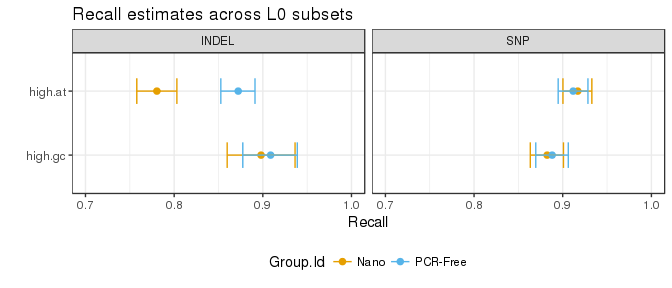 Recall estimates across L0 subsets
INDEL
SNP
high.at
high.gc
0.7 0.8 0.9 1.0
0.7 0.8 0.9 1.0
Recall
Group.Id Nano PCR-Free